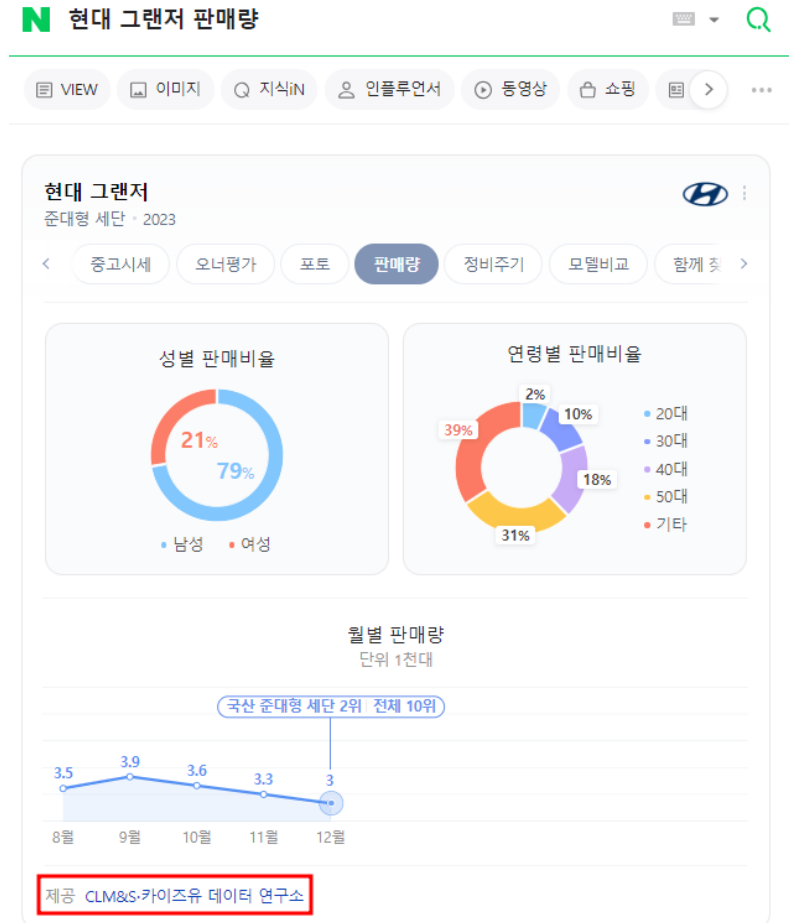 N 현대 그랜저 판매량
VIEW 이미지 지식iN 인플루언서 동영상 쇼핑
현대 그랜저
준대형 세단 · 2023
중고시세 오너평가 포토 판매량 정비주기 모델비교 함께 찾
성별 판매비율
21%
79%
남성 여성
연령별 판매비율
2%
10%
39%
18%
31%
20대
30대
40대
50대
기타
월별 판매량
단위 1천대
국산 준대형 세단 2위 전체 10위
3.5 3.9 3.6 3.3 3
8월 9월 10월 11월 12월
제공 CLM&S·카이즈유 데이터 연구소